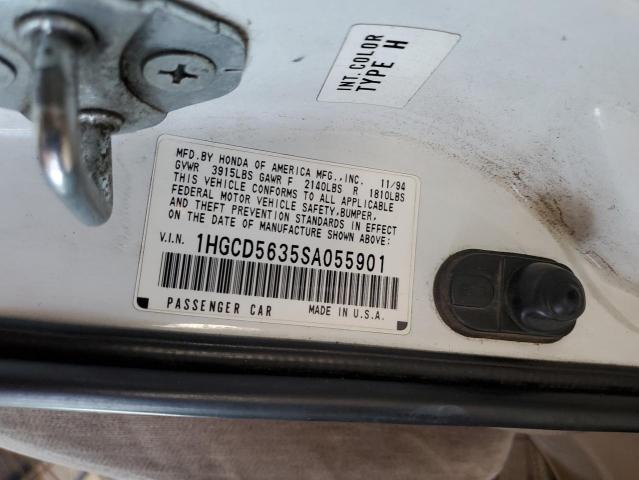 INT. COLOR
TYPE H
MFD. BY HONDA OF AMERICA MFG., INC. 11/94
GVWR 3915LBS GAWR F 2140LBS R 1810LBS
THIS VEHICLE CONFORMS TO ALL APPLICABLE
FEDERAL MOTOR VEHICLE SAFETY, BUMPER,
AND THEFT PREVENTION STANDARDS IN EFFECT
ON THE DATE OF MANUFACTURE SHOWN ABOVE:
V.I.N. 1HGCD5635SA055901
PASSENGER CAR MADE IN U.S.A.